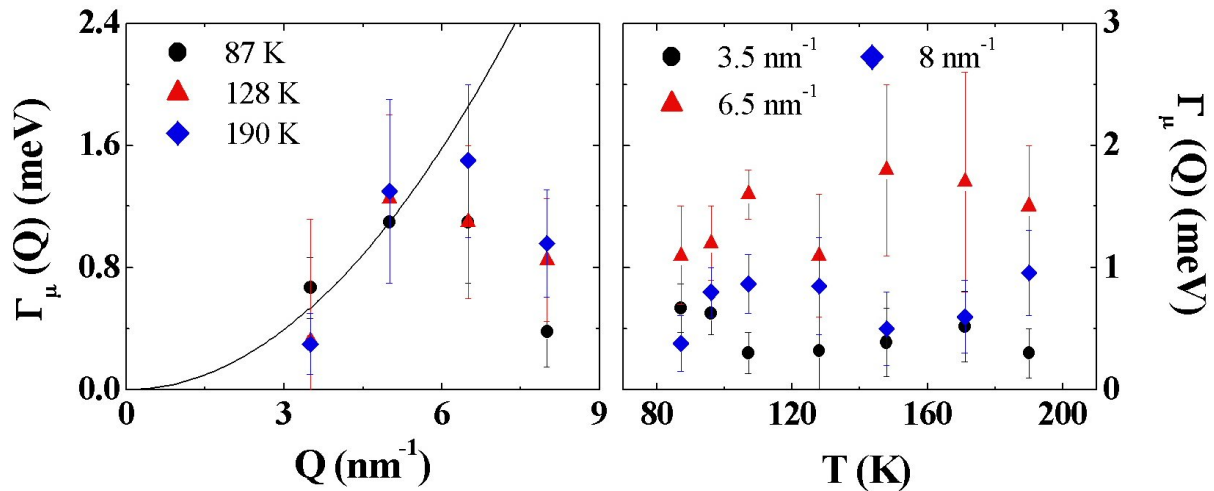 2.4
1.6
0.8
0.0
Γμ(Q) (meV)
87 K
128 K
190 K
0 3 6 9
Q (nm⁻¹)
3.5 nm⁻¹ 8 nm⁻¹
6.5 nm⁻¹
3
2
1
0
Γμ(Q) (meV)
80 120 160 200
T (K)